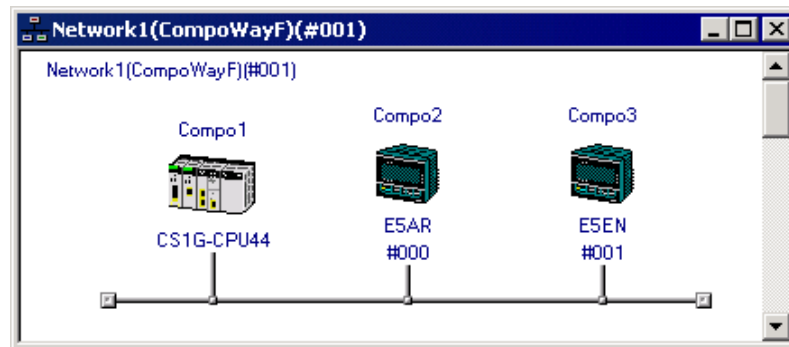 Network1(CompoWayF)(#001)
Network1(CompoWayF)(#001)
Compo1
Compo2
Compo3
CS1G-CPU44
E5AR
#000
E5EN
#001